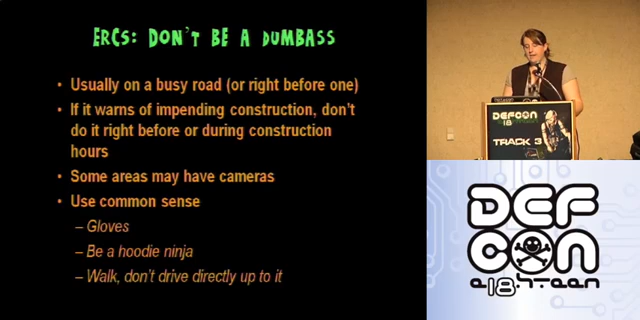 ERCS: DON'T BE A DUMBASS
• Usually on a busy road (or right before one)
• If it warns of impending construction, don't
do it right before or during construction
hours
• Some areas may have cameras
• Use common sense
– Gloves
– Be a hoodie ninja
– Walk, don't drive directly up to it
DEFCON
18
TRACK 3
DEF
CON
e18hteen